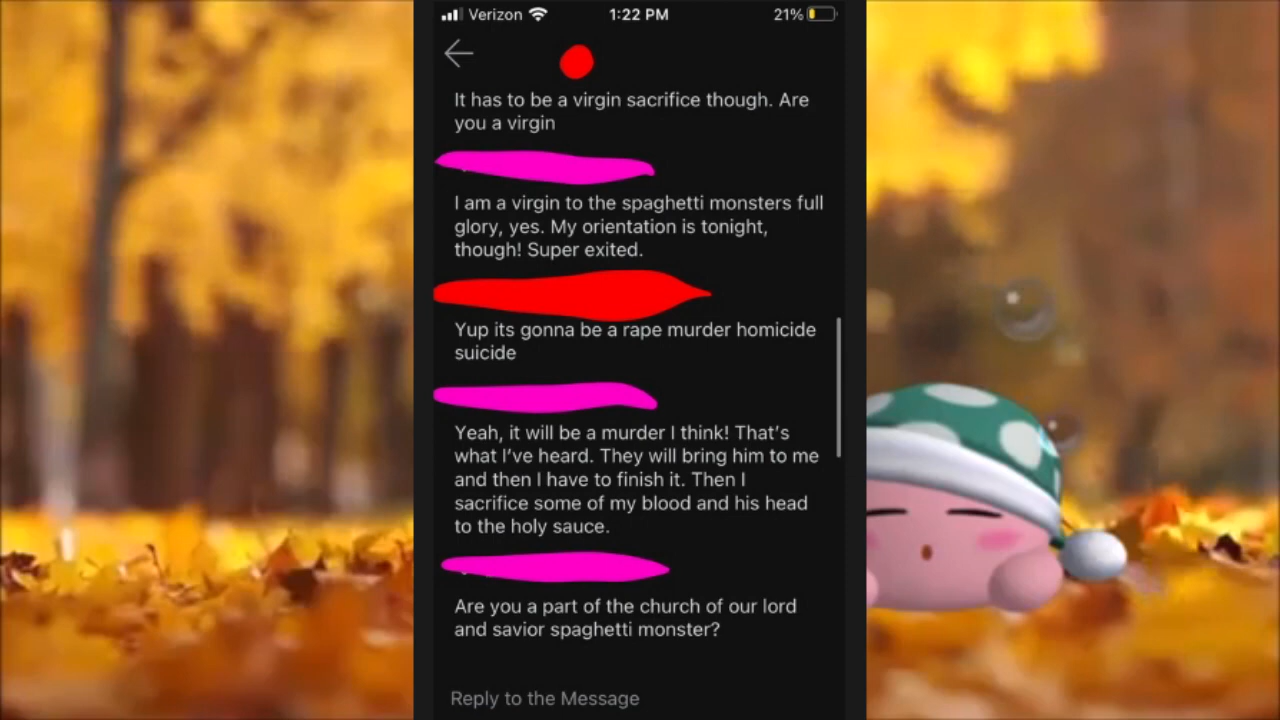 Verizon 1:22 PM 21%
It has to be a virgin sacrifice though. Are
you a virgin
I am a virgin to the spaghetti monsters full
glory, yes. My orientation is tonight,
though! Super exited.
Yup its gonna be a rape murder homicide
suicide
Yeah, it will be a murder I think! That's
what I've heard. They will bring him to me
and then I have to finish it. Then I
sacrifice some of my blood and his head
to the holy sauce.
Are you a part of the church of our lord
and savior spaghetti monster?
Reply to the Message